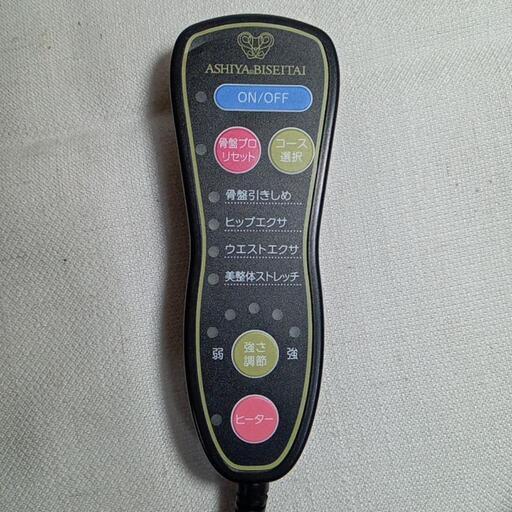 ASHIYA BISEITAI
ON/OFF
骨盤プロ
リセット
コース
選択
骨盤引きしめ
ヒップエクサ
ウエストエクサ
美整体ストレッチ
弱
強さ
調節
強
ヒーター